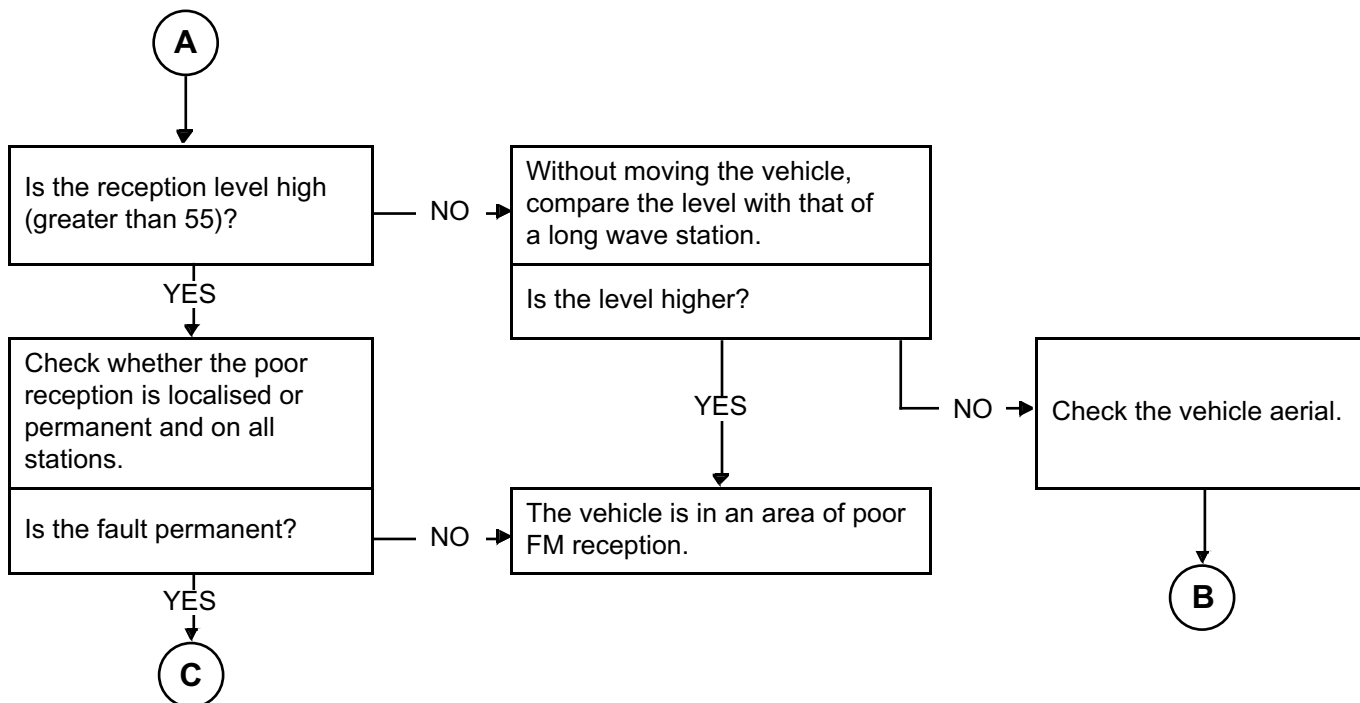 A
Is the reception level high
(greater than 55)?
NO
Without moving the vehicle,
compare the level with that of
a long wave station.
Is the level higher?
YES
Check whether the poor
reception is localised or
permanent and on all
stations.
YES
NO
Check the vehicle aerial.
Is the fault permanent?
NO
The vehicle is in an area of poor
FM reception.
YES
B
C